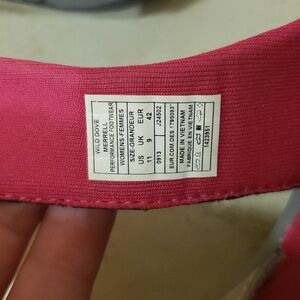 WILD DOVE
MERRELL
PERFORMANCE FOOTWEAR
WOMENS-FEMMES
SIZE-GRANDEUR
US UK EUR
11 9 42
0913 J24502
EUR.COM.DES.
MADE IN VIETNAM
FABRIQUE EN VIETNAM